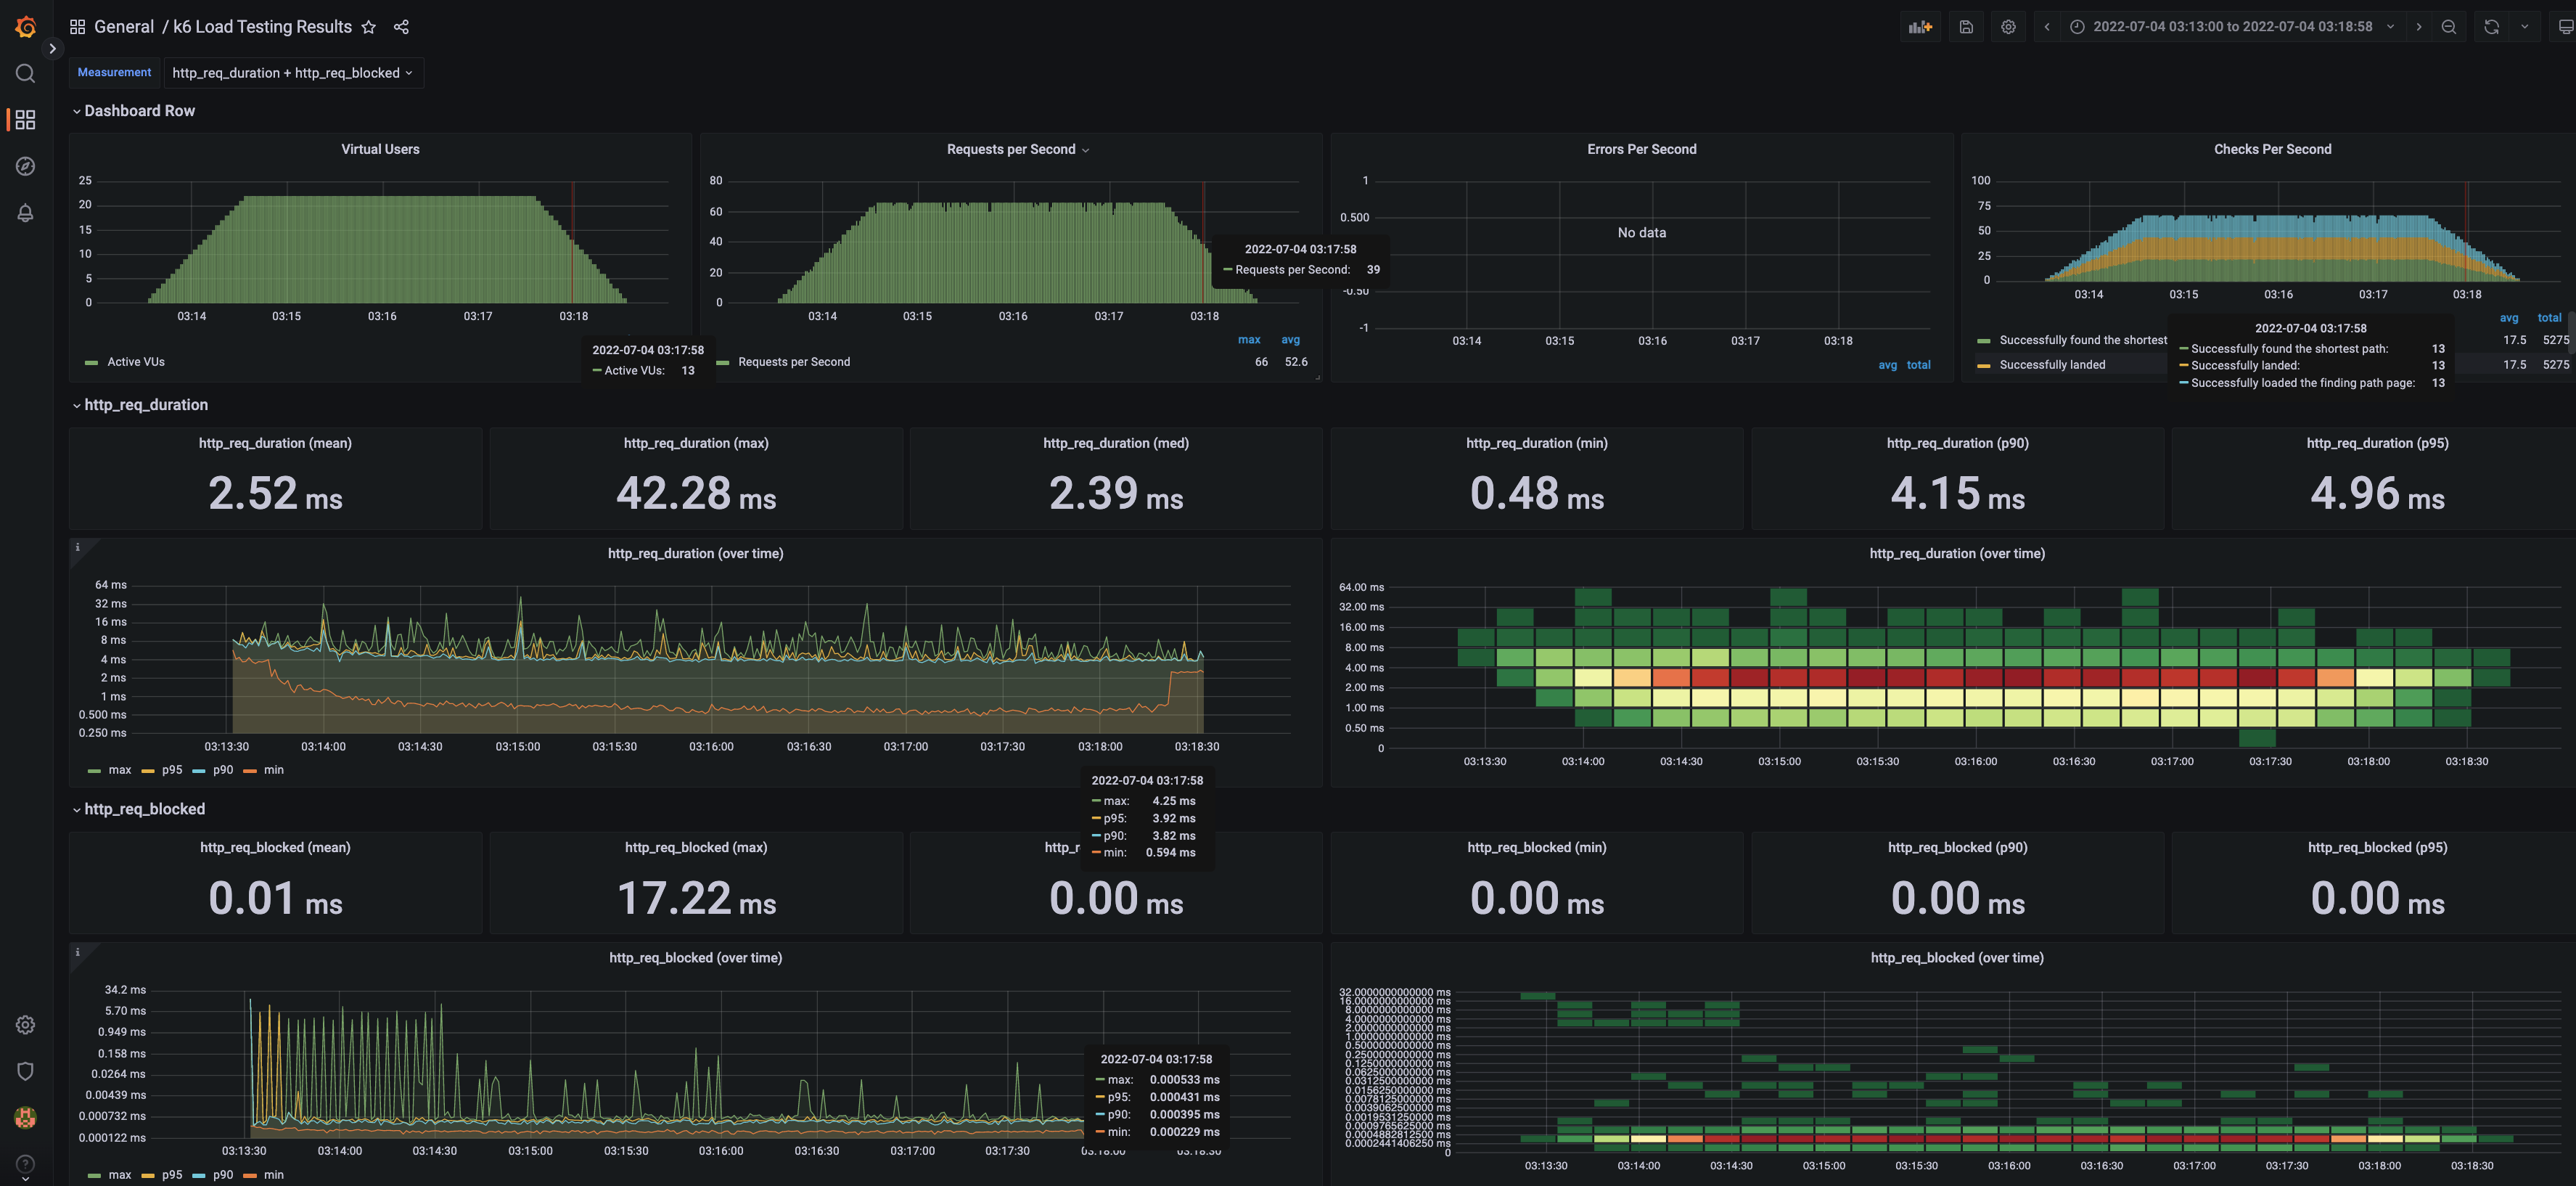 General / k6 Load Testing Results
2022-07-04 03:13:00 to 2022-07-04 03:18:58
Measurement http_req_duration + http_req_blocked
Dashboard Row
Virtual Users
25
20
15
10
5
0
03:14 03:15 03:16 03:17 03:18
Active VUs
2022-07-04 03:17:58
Active VUs: 13
Requests per Second
80
60
40
20
0
03:14 03:15 03:16 03:17 03:18
2022-07-04 03:17:58
Requests per Second: 39
max avg
Requests per Second 66 52.6
Errors Per Second
1
0.500
No data
-0.50
-1
03:14 03:15 03:16 03:17 03:18
avg total
Checks Per Second
100
75
50
25
0
03:14 03:15 03:16 03:17 03:18
avg total
Successfully found the shortest 17.5 5275
Successfully landed 17.5 5275
2022-07-04 03:17:58
Successfully found the shortest path: 13
Successfully landed: 13
Successfully loaded the finding path page: 13
http_req_duration
http_req_duration (mean)
2.52 ms
http_req_duration (max)
42.28 ms
http_req_duration (med)
2.39 ms
http_req_duration (min)
0.48 ms
http_req_duration (p90)
4.15 ms
http_req_duration (p95)
4.96 ms
i
http_req_duration (over time)
64 ms
32 ms
16 ms
8 ms
4 ms
2 ms
1 ms
0.500 ms
0.250 ms
03:13:30 03:14:00 03:14:30 03:15:00 03:15:30 03:16:00 03:16:30 03:17:00 03:17:30 03:18:00 03:18:30
max p95 p90 min
2022-07-04 03:17:58
max: 4.25 ms
p95: 3.92 ms
p90: 3.82 ms
min: 0.594 ms
http_req_duration (over time)
64.00 ms
32.00 ms
16.00 ms
8.00 ms
4.00 ms
2.00 ms
1.00 ms
0.50 ms
0
03:13:30 03:14:00 03:14:30 03:15:00 03:15:30 03:16:00 03:16:30 03:17:00 03:17:30 03:18:00 03:18:30
http_req_blocked
http_req_blocked (mean)
0.01 ms
http_req_blocked (max)
17.22 ms
http_r
0.00 ms
http_req_blocked (min)
0.00 ms
http_req_blocked (p90)
0.00 ms
http_req_blocked (p95)
0.00 ms
i
http_req_blocked (over time)
34.2 ms
5.70 ms
0.949 ms
0.158 ms
0.0264 ms
0.00439 ms
0.000732 ms
0.000122 ms
03:13:30 03:14:00 03:14:30 03:15:00 03:15:30 03:16:00 03:16:30 03:17:00 03:17:30 03:18:00 03:18:30
max p95 p90 min
2022-07-04 03:17:58
max: 0.000533 ms
p95: 0.000431 ms
p90: 0.000395 ms
min: 0.000229 ms
http_req_blocked (over time)
32.0000000000000 ms
16.0000000000000 ms
8.0000000000000 ms
4.0000000000000 ms
2.0000000000000 ms
1.0000000000000 ms
0.5000000000000 ms
0.2500000000000 ms
0.1250000000000 ms
0.0625000000000 ms
0.0312500000000 ms
0.0156250000000 ms
0.0078125000000 ms
0.0039062500000 ms
0.0019531250000 ms
0.0009765625000 ms
0.0004882812500 ms
0.0002441406250 ms
0
03:13:30 03:14:00 03:14:30 03:15:00 03:15:30 03:16:00 03:16:30 03:17:00 03:17:30 03:18:00 03:18:30